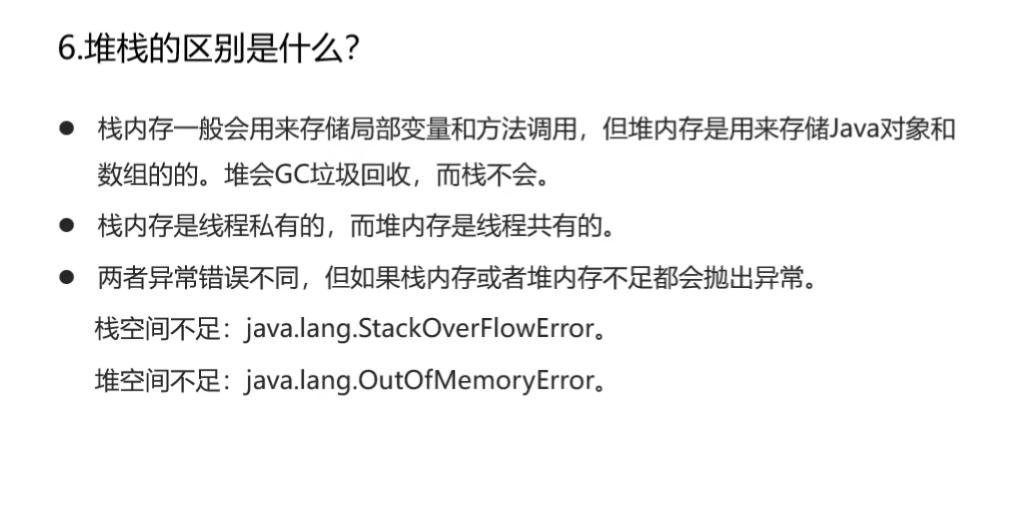 6.堆栈的区别是什么？
● 栈内存一般会用来存储局部变量和方法调用，但堆内存是用来存储Java对象和
数组的的。堆会GC垃圾回收，而栈不会。
● 栈内存是线程私有的，而堆内存是线程共有的。
● 两者异常错误不同，但如果栈内存或者堆内存不足都会抛出异常。
栈空间不足：java.lang.StackOverFlowError。
堆空间不足：java.lang.OutOfMemoryError。